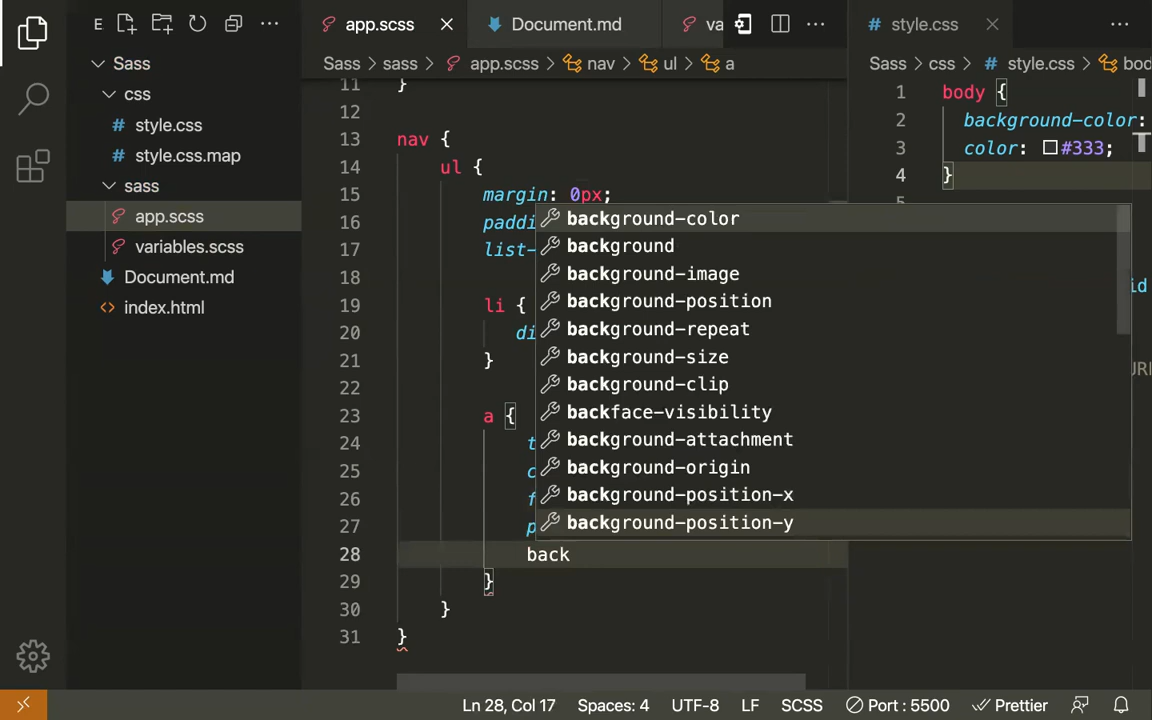 E
app.scss
Document.md
va
style.css
Sass
css
style.css
style.css.map
sass
app.scss
variables.scss
Document.md
index.html
Sass > sass > app.scss > nav > ul > a
11 }
12
13 nav {
14 ul {
15 margin: 0px;
16 paddi
17 list-
18
19 li {
20 di
21 }
22
23 a {
24 t
25 c
26 f
27 p
28 back
29 }
30 }
31 }
background-color
background
background-image
background-position
background-repeat
background-size
background-clip
backface-visibility
background-attachment
background-origin
background-position-x
background-position-y
Sass > css > style.css > bod
1 body {
2 background-color:
3 color: #333;
4 }
id
URI
Ln 28, Col 17
Spaces: 4
UTF-8
LF
SCSS
Port : 5500
Prettier